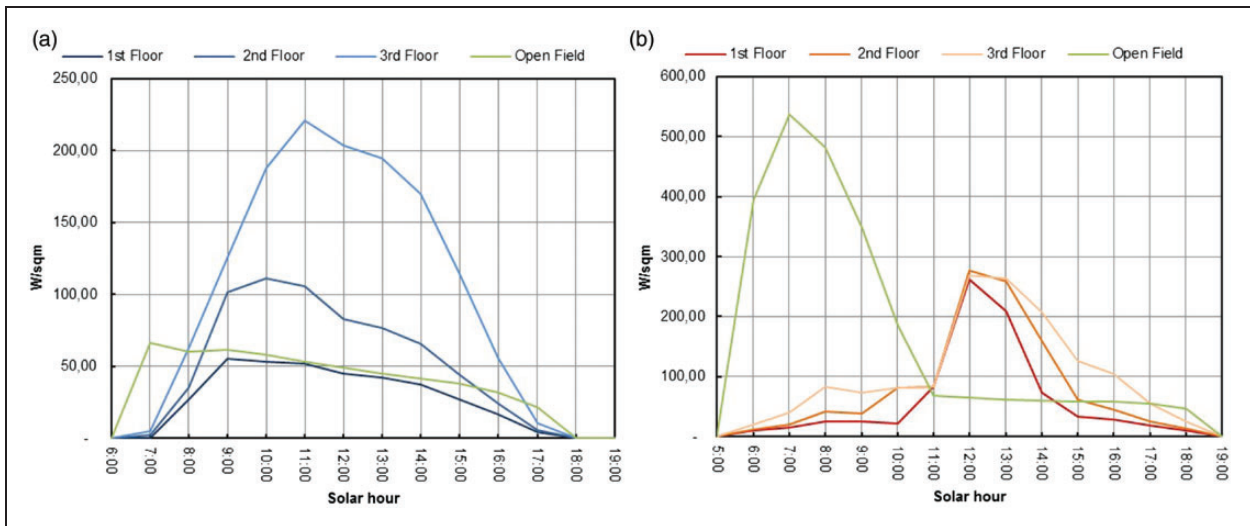 (a)
1st Floor 2nd Floor 3rd Floor Open Field
250,00
200,00
150,00
100,00
50,00
-
W/sqm
6:00 7:00 8:00 9:00 10:00 11:00 12:00 13:00 14:00 15:00 16:00 17:00 18:00 19:00
Solar hour
(b)
1st Floor 2nd Floor 3rd Floor Open Field
600,00
500,00
400,00
300,00
200,00
100,00
-
W/sqm
5:00 6:00 7:00 8:00 9:00 10:00 11:00 12:00 13:00 14:00 15:00 16:00 17:00 18:00 19:00
Solar hour